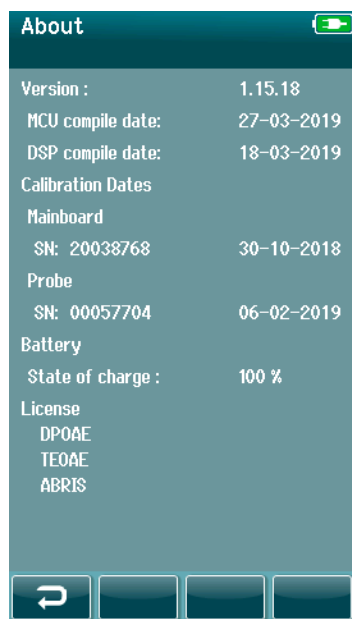 About
Version : 1.15.18
MCU compile date: 27-03-2019
DSP compile date: 18-03-2019
Calibration Dates
Mainboard
SN: 20038768 30-10-2018
Probe
SN: 00057704 06-02-2019
Battery
State of charge : 100 %
License
DPOAE
TEOAE
ABRIS